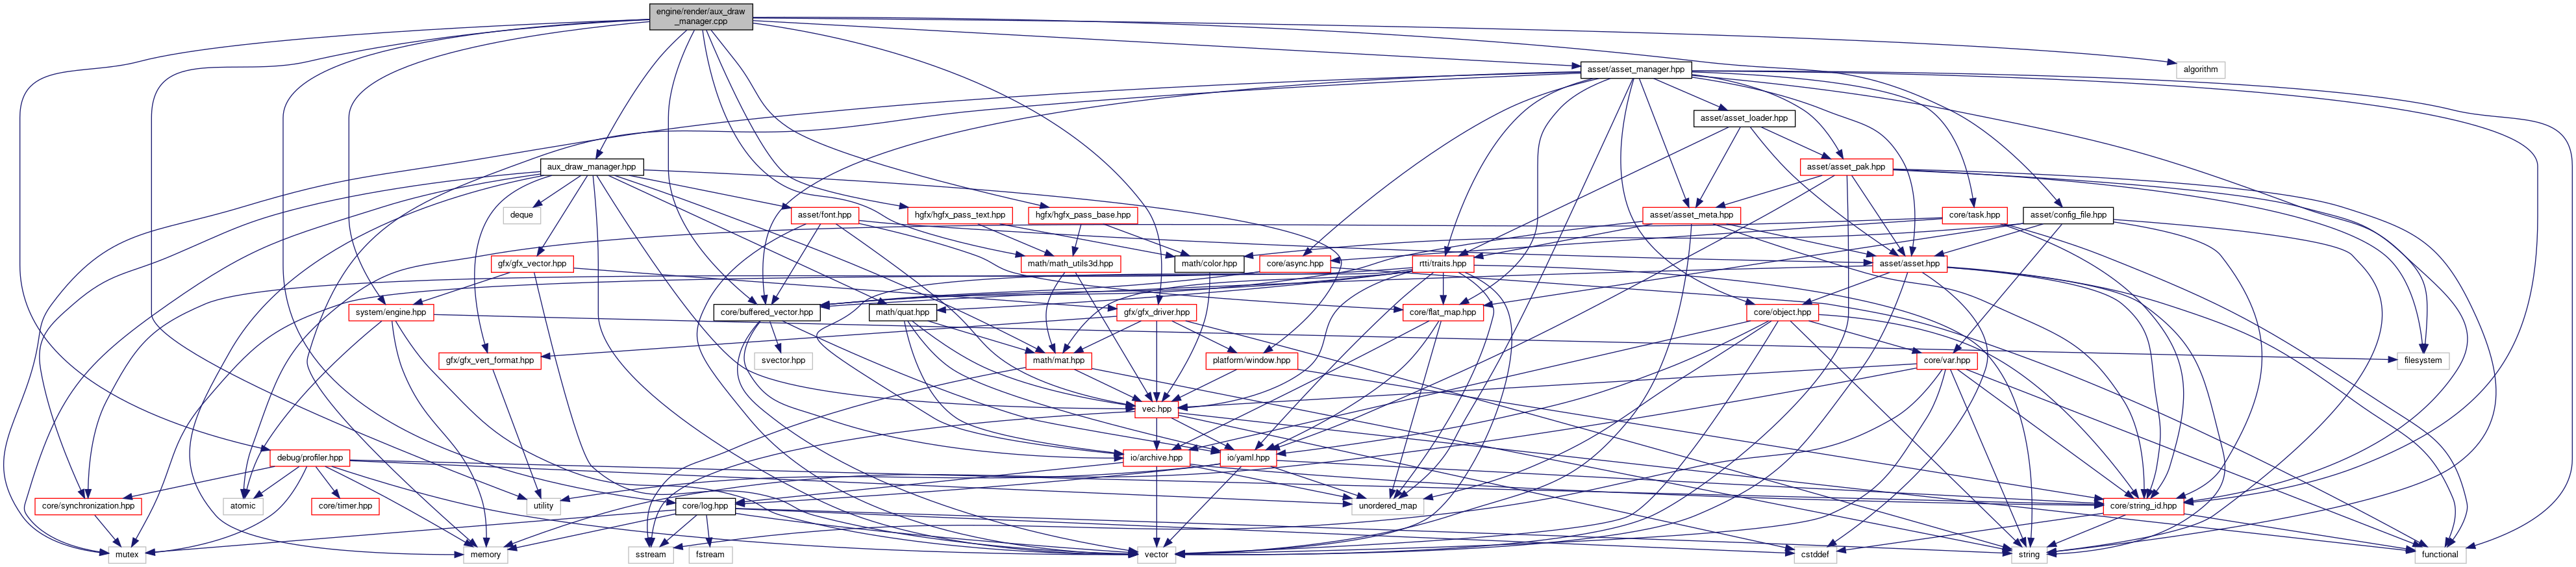 engine/render/aux_draw
_manager.cpp
asset/asset_manager.hpp
algorithm
asset/asset_loader.hpp
aux_draw_manager.hpp
asset/asset_pak.hpp
deque
asset/font.hpp
hgfx/hgfx_pass_text.hpp
hgfx/hgfx_pass_base.hpp
asset/asset_meta.hpp
core/task.hpp
asset/config_file.hpp
gfx/gfx_vector.hpp
math/math_utils3d.hpp
math/color.hpp
core/async.hpp
rtti/traits.hpp
asset/asset.hpp
system/engine.hpp
core/buffered_vector.hpp
math/quat.hpp
gfx/gfx_driver.hpp
core/flat_map.hpp
core/object.hpp
gfx/gfx_vert_format.hpp
svector.hpp
math/mat.hpp
platform/window.hpp
core/var.hpp
filesystem
vec.hpp
debug/profiler.hpp
io/archive.hpp
io/yaml.hpp
core/synchronization.hpp
atomic
core/timer.hpp
utility
core/log.hpp
unordered_map
core/string_id.hpp
mutex
memory
sstream
fstream
vector
cstddef
string
functional